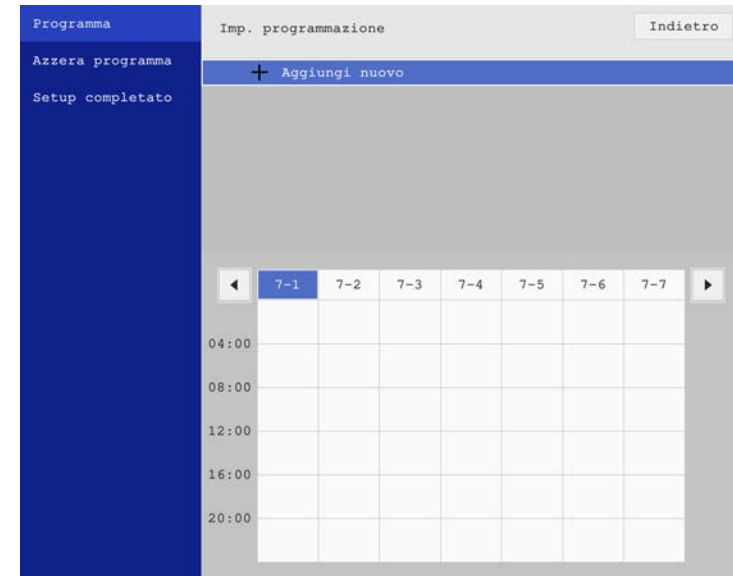 Programma
Azzera programma
Setup completato
Imp. programmazione
Indietro
+ Aggiungi nuovo
7-1 7-2 7-3 7-4 7-5 7-6 7-7
04:00
08:00
12:00
16:00
20:00